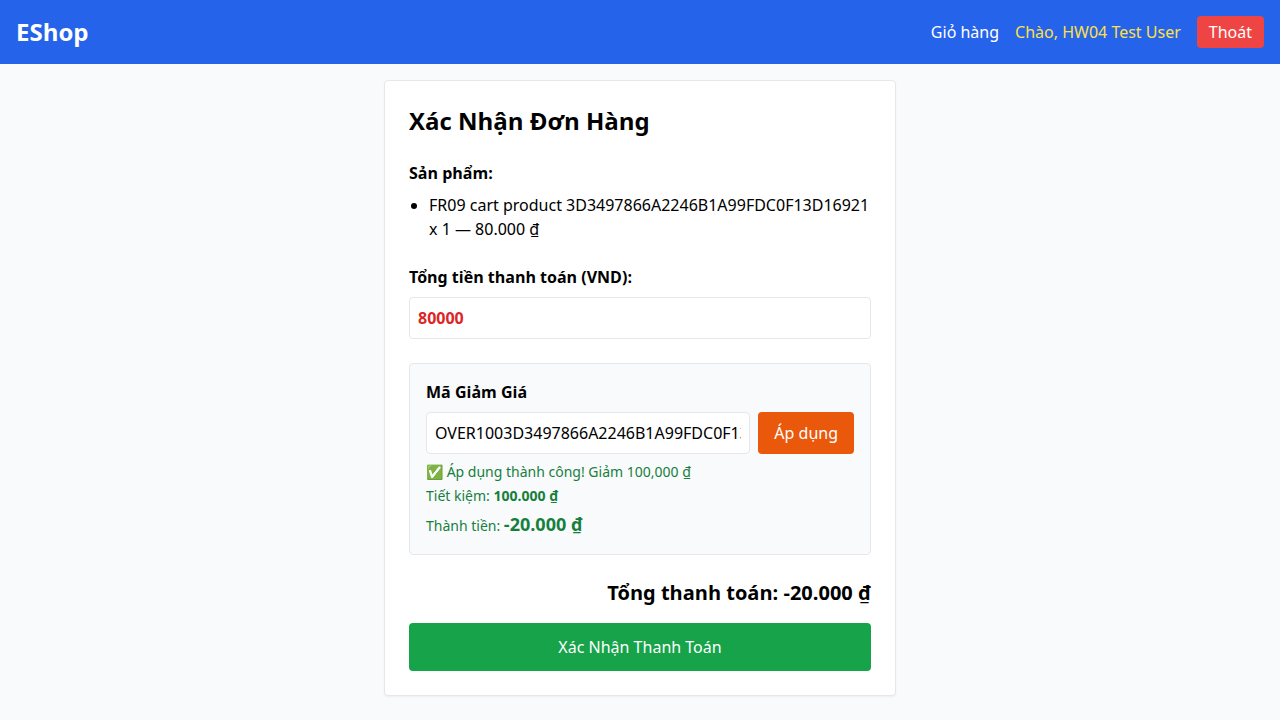 EShop
Giỏ hàng
Chào, HW04 Test User
Thoát
Xác Nhận Đơn Hàng
Sản phẩm:
FR09 cart product 3D3497866A2246B1A99FDC0F13D16921
x 1 — 80.000 ₫
Tổng tiền thanh toán (VND):
80000
Mã Giảm Giá
OVER1003D3497866A2246B1A99FDC0F1
Áp dụng
✅ Áp dụng thành công! Giảm 100,000 ₫
Tiết kiệm: 100.000 ₫
Thành tiền: -20.000 ₫
Tổng thanh toán: -20.000 ₫
Xác Nhận Thanh Toán